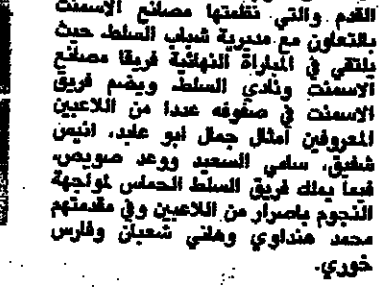 القدم والتي نظمتها مصانع الاسمنت
بالتعاون مع مديرية شباب السلط حيث
يلتقي في المباراة النهائية فريقا مصانع
الاسمنت ونادي السلط ويضم فريق
الاسمنت في صفوفه عددا من اللاعبين
المعروفين أمثال جمال ابو عابد، انيس
شفيق، سامي السعيد ووعد صويص،
فيما يملك فريق السلط الحماس لمواجهة
النجوم باصرار من اللاعبين وفي مقدمتهم
محمد هنداوي وهاني شعبان وفارس
خوري.